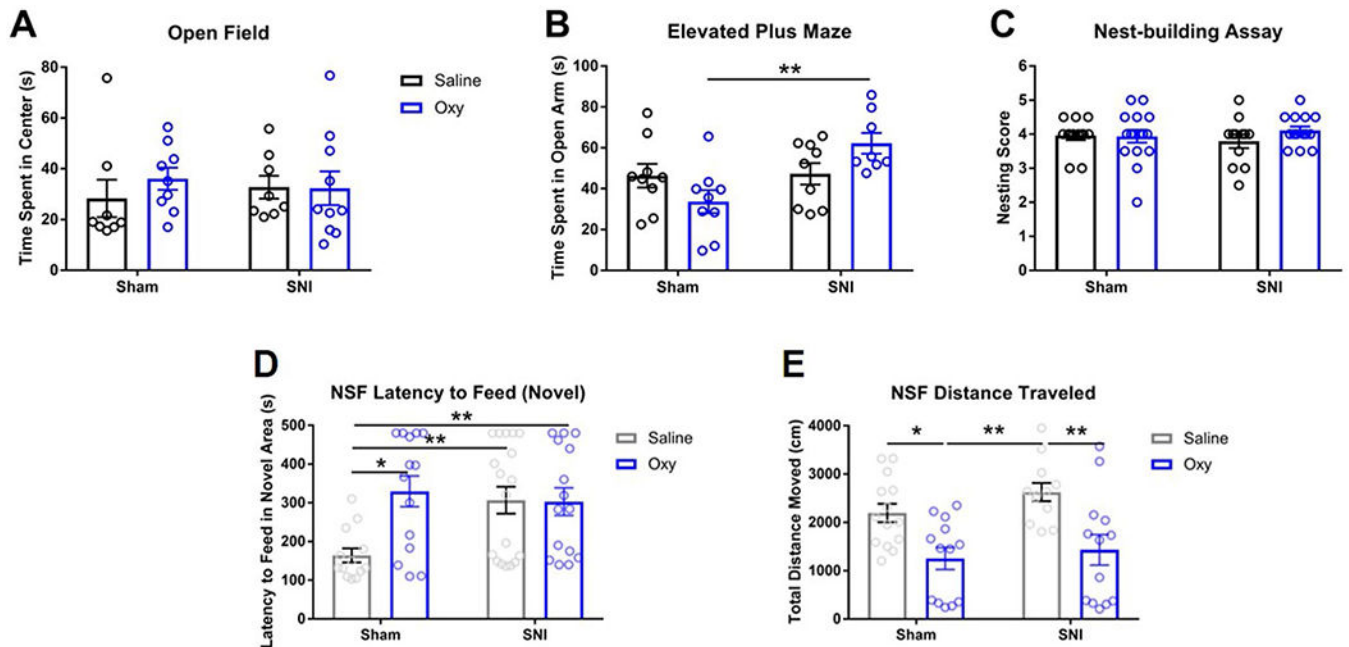 A
Open Field
Time Spent in Center (s)
80
60
40
20
0
Sham
SNI
Saline
Oxy
B
Elevated Plus Maze
Time Spent in Open Arm (s)
100
80
60
40
20
0
**
Sham
SNI
C
Nest-building Assay
Nesting Score
6
5
4
3
2
1
0
Sham
SNI
D
NSF Latency to Feed (Novel)
Latency to Feed in Novel Area (s)
500
400
300
200
100
0
**
**
*
Sham
SNI
Saline
Oxy
E
NSF Distance Traveled
Total Distance Moved (cm)
4000
3000
2000
1000
0
*
**
**
Sham
SNI
Saline
Oxy